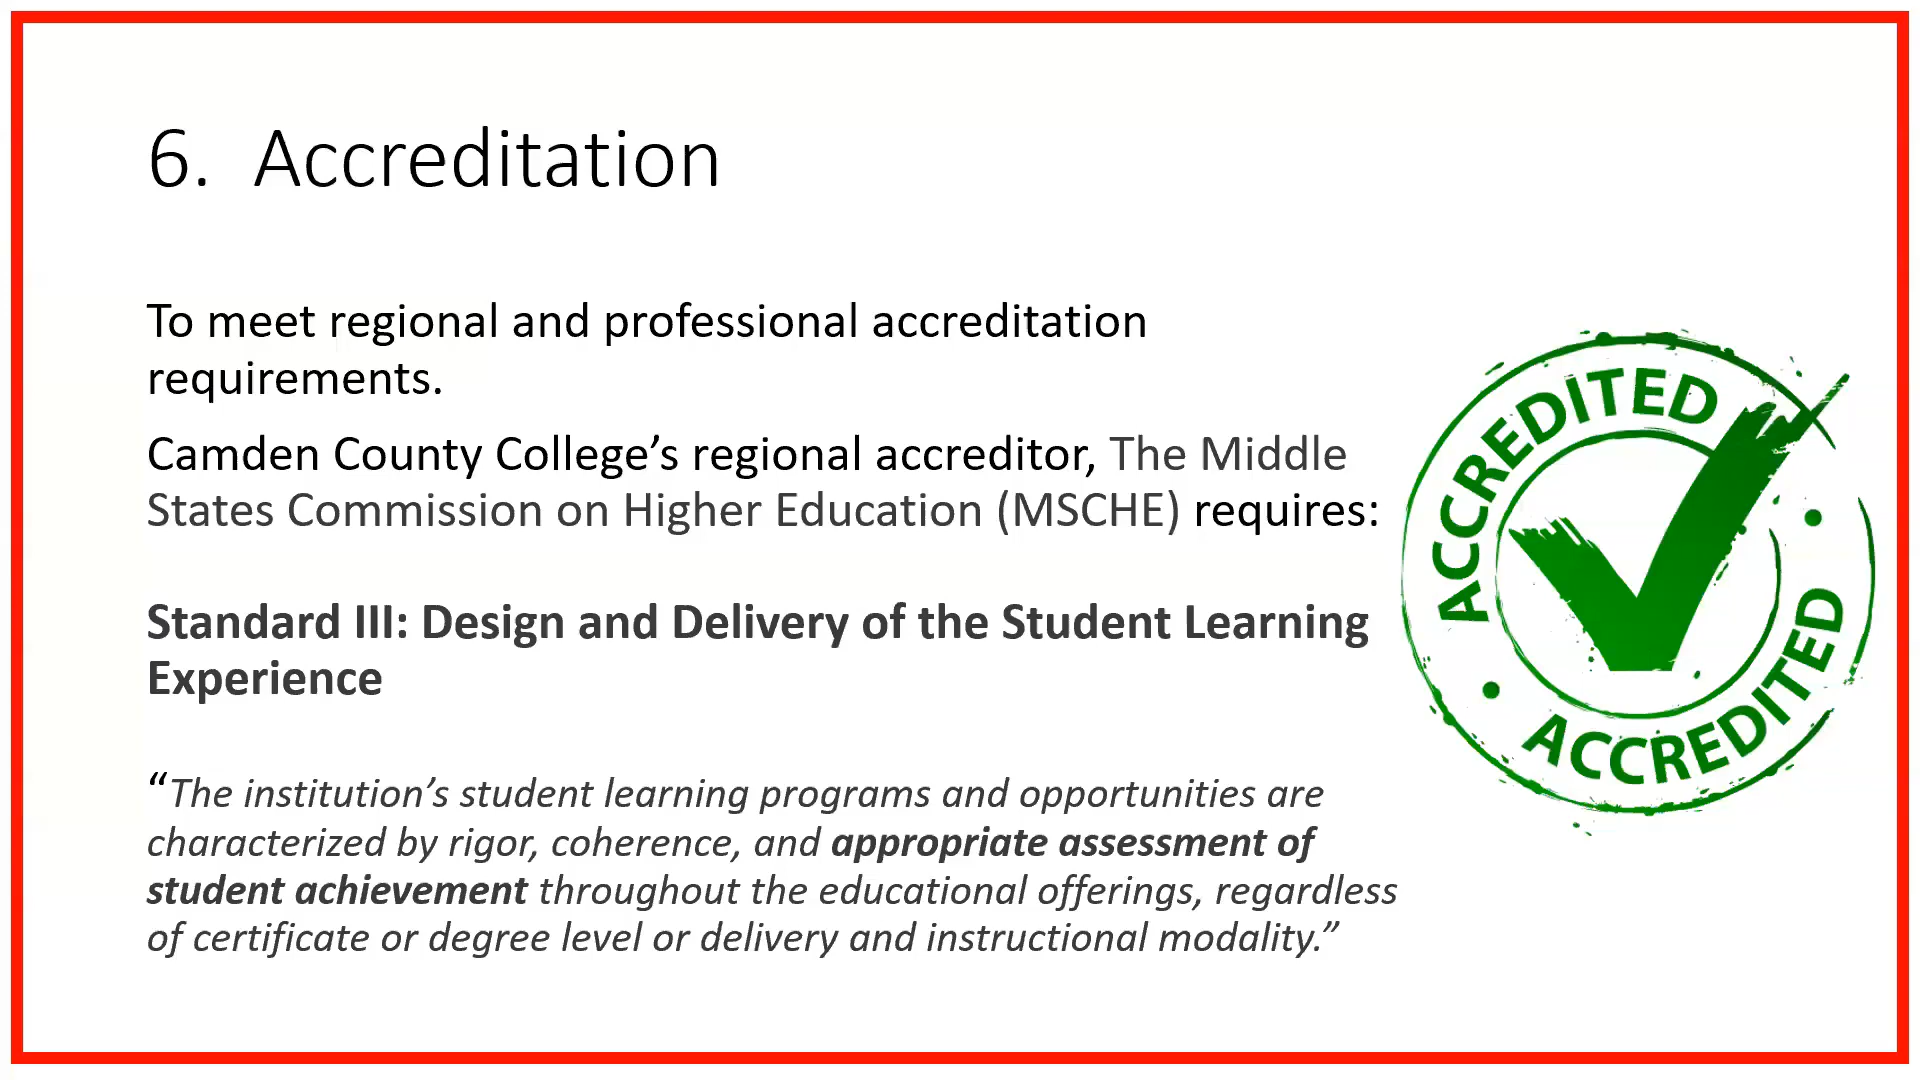 6. Accreditation
To meet regional and professional accreditation
requirements.
Camden County College’s regional accreditor, The Middle
States Commission on Higher Education (MSCHE) requires:
Standard III: Design and Delivery of the Student Learning
Experience
“The institution’s student learning programs and opportunities are
characterized by rigor, coherence, and appropriate assessment of
student achievement throughout the educational offerings, regardless
of certificate or degree level or delivery and instructional modality.”
ACCREDITED
ACCREDITED